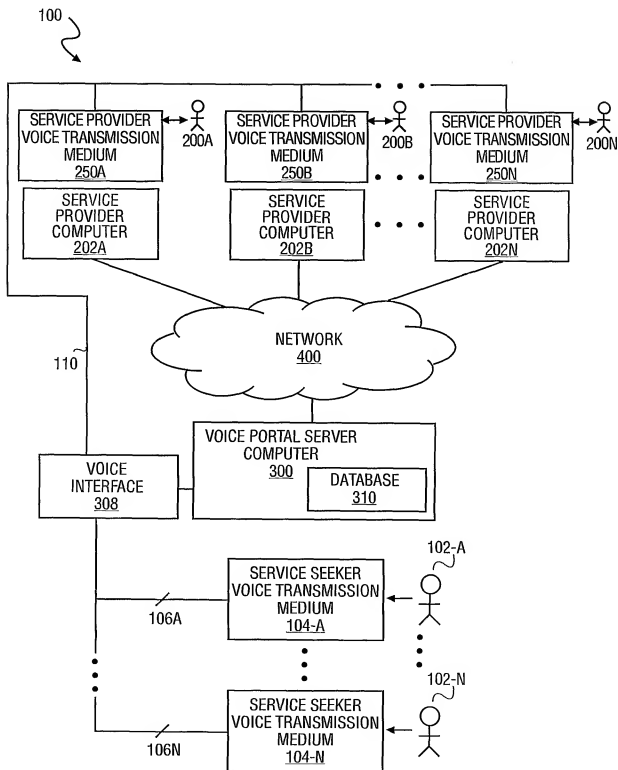 100
SERVICE PROVIDER
VOICE TRANSMISSION
MEDIUM
250A
200A
SERVICE PROVIDER
VOICE TRANSMISSION
MEDIUM
250B
200B
SERVICE PROVIDER
VOICE TRANSMISSION
MEDIUM
250N
200N
SERVICE
PROVIDER
COMPUTER
202A
SERVICE
PROVIDER
COMPUTER
202B
SERVICE
PROVIDER
COMPUTER
202N
NETWORK
400
110
VOICE PORTAL SERVER
COMPUTER
300
DATABASE
310
VOICE
INTERFACE
308
SERVICE SEEKER
VOICE TRANSMISSION
MEDIUM
104-A
102-A
106A
SERVICE SEEKER
VOICE TRANSMISSION
MEDIUM
104-N
102-N
106N